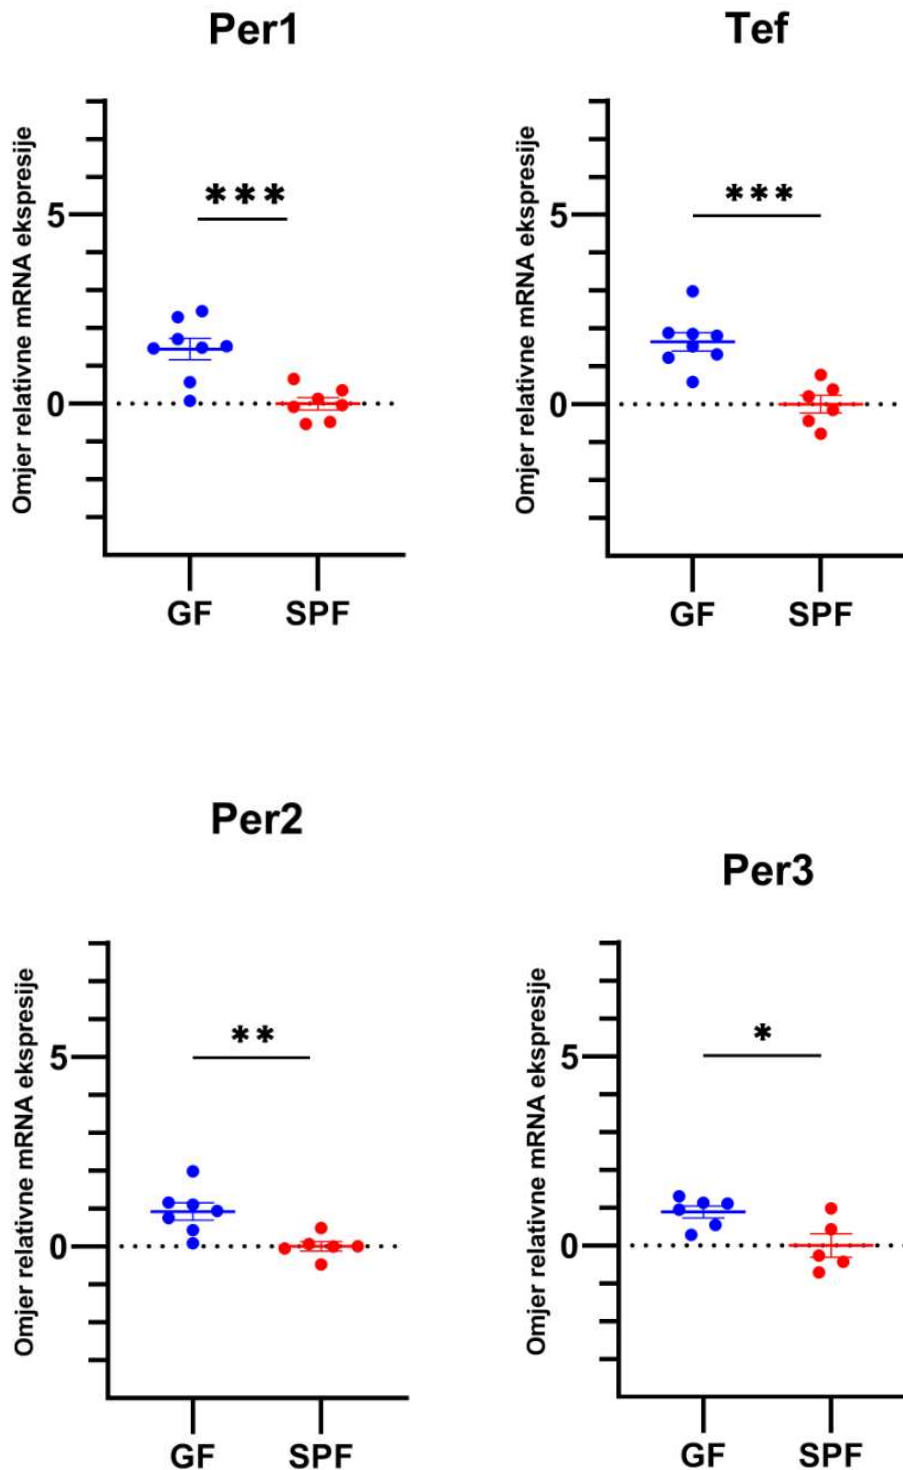 Per1
Omjer relativne mRNA ekspresije
***
5
0
GF SPF
Tef
Omjer relativne mRNA ekspresije
***
5
0
GF SPF
Per2
Omjer relativne mRNA ekspresije
**
5
0
GF SPF
Per3
Omjer relativne mRNA ekspresije
*
5
0
GF SPF